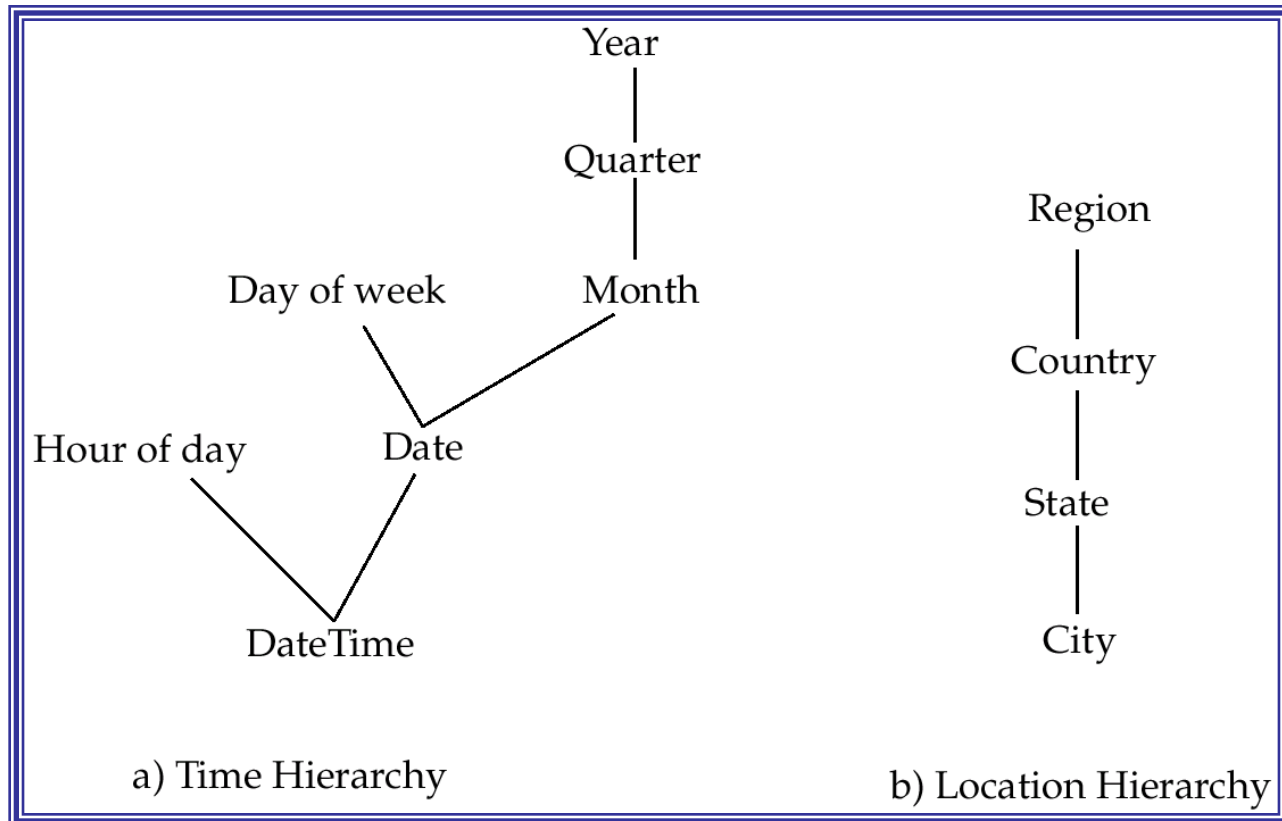 Year
Quarter
Region
Day of week
Month
Country
Hour of day
Date
State
DateTime
City
a) Time Hierarchy
b) Location Hierarchy